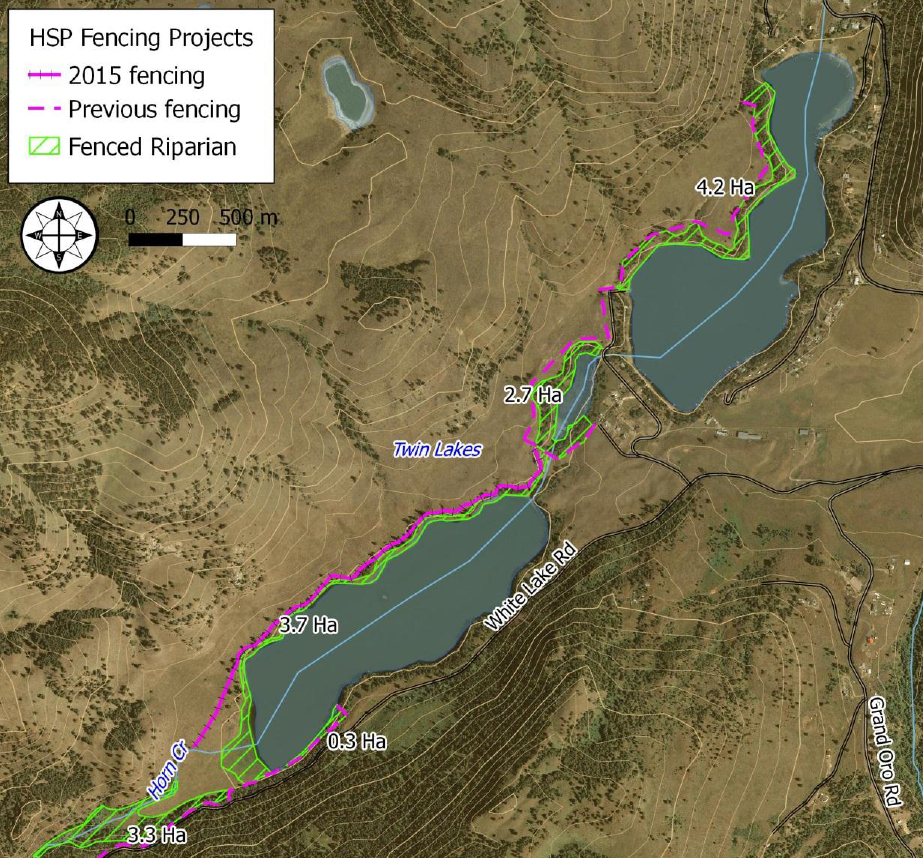 HSP Fencing Projects
2015 fencing
Previous fencing
Fenced Riparian
N
W E
S
0 250 500 m
4.2 Ha
2.7 Ha
Twin Lakes
White Lake Rd
3.7 Ha
Grand Oro Rd
0.3 Ha
Horn Cr
3.3 Ha